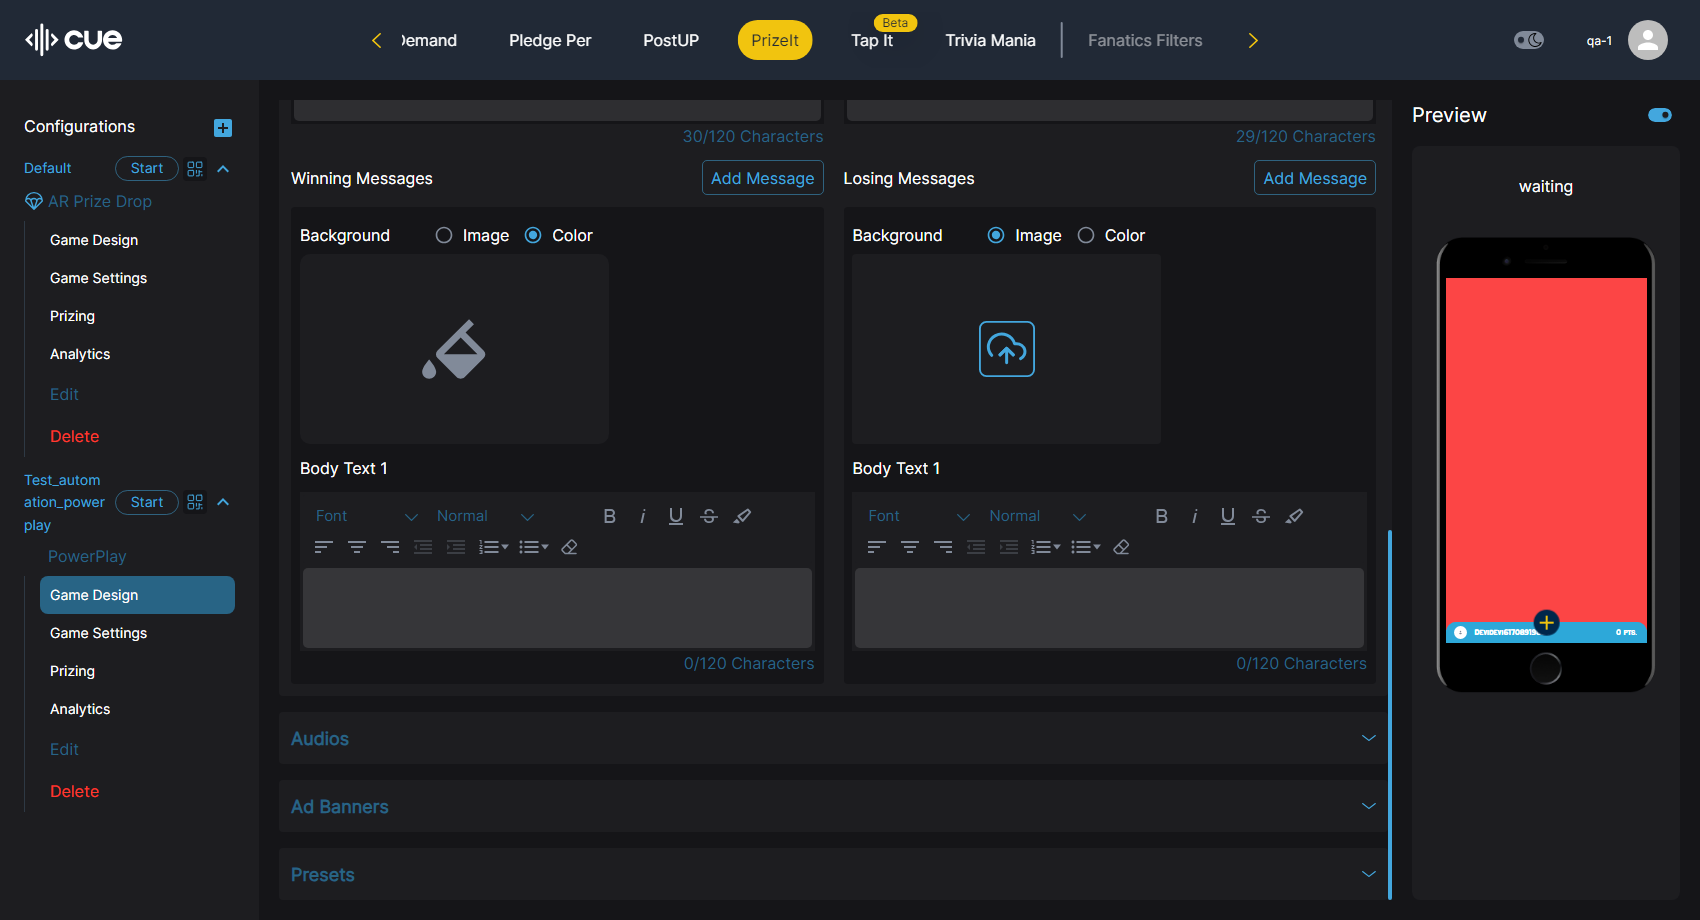 cue
Demand
Pledge Per
PostUP
PrizeIt
Beta
Tap It
Trivia Mania
Fanatics Filters
qa-1
Configurations
Default
Start
AR Prize Drop
Game Design
Game Settings
Prizing
Analytics
Edit
Delete
Test_autom
ation_power
play
Start
PowerPlay
Game Design
Game Settings
Prizing
Analytics
Edit
Delete
30/120 Characters
29/120 Characters
Winning Messages
Add Message
Losing Messages
Add Message
Background
Image
Color
Background
Image
Color
Body Text 1
Body Text 1
Font
Normal
B i U S
Font
Normal
B i U S
0/120 Characters
0/120 Characters
Audios
Ad Banners
Presets
Preview
waiting
0 PTS.